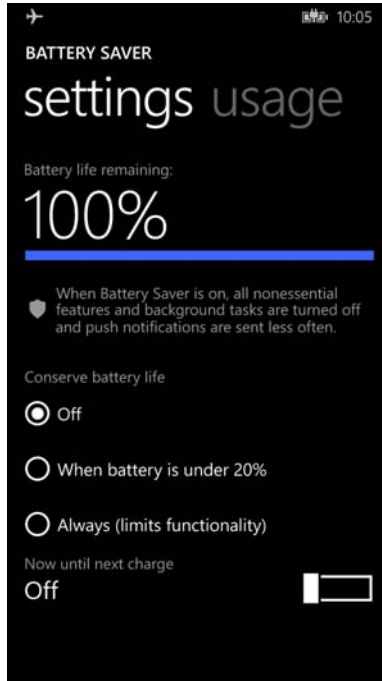 10:05
BATTERY SAVER
settings usage
Battery life remaining:
100%
When Battery Saver is on, all nonessential
features and background tasks are turned off
and push notifications are sent less often.
Conserve battery life
Off
When battery is under 20%
Always (limits functionality)
Now until next charge
Off